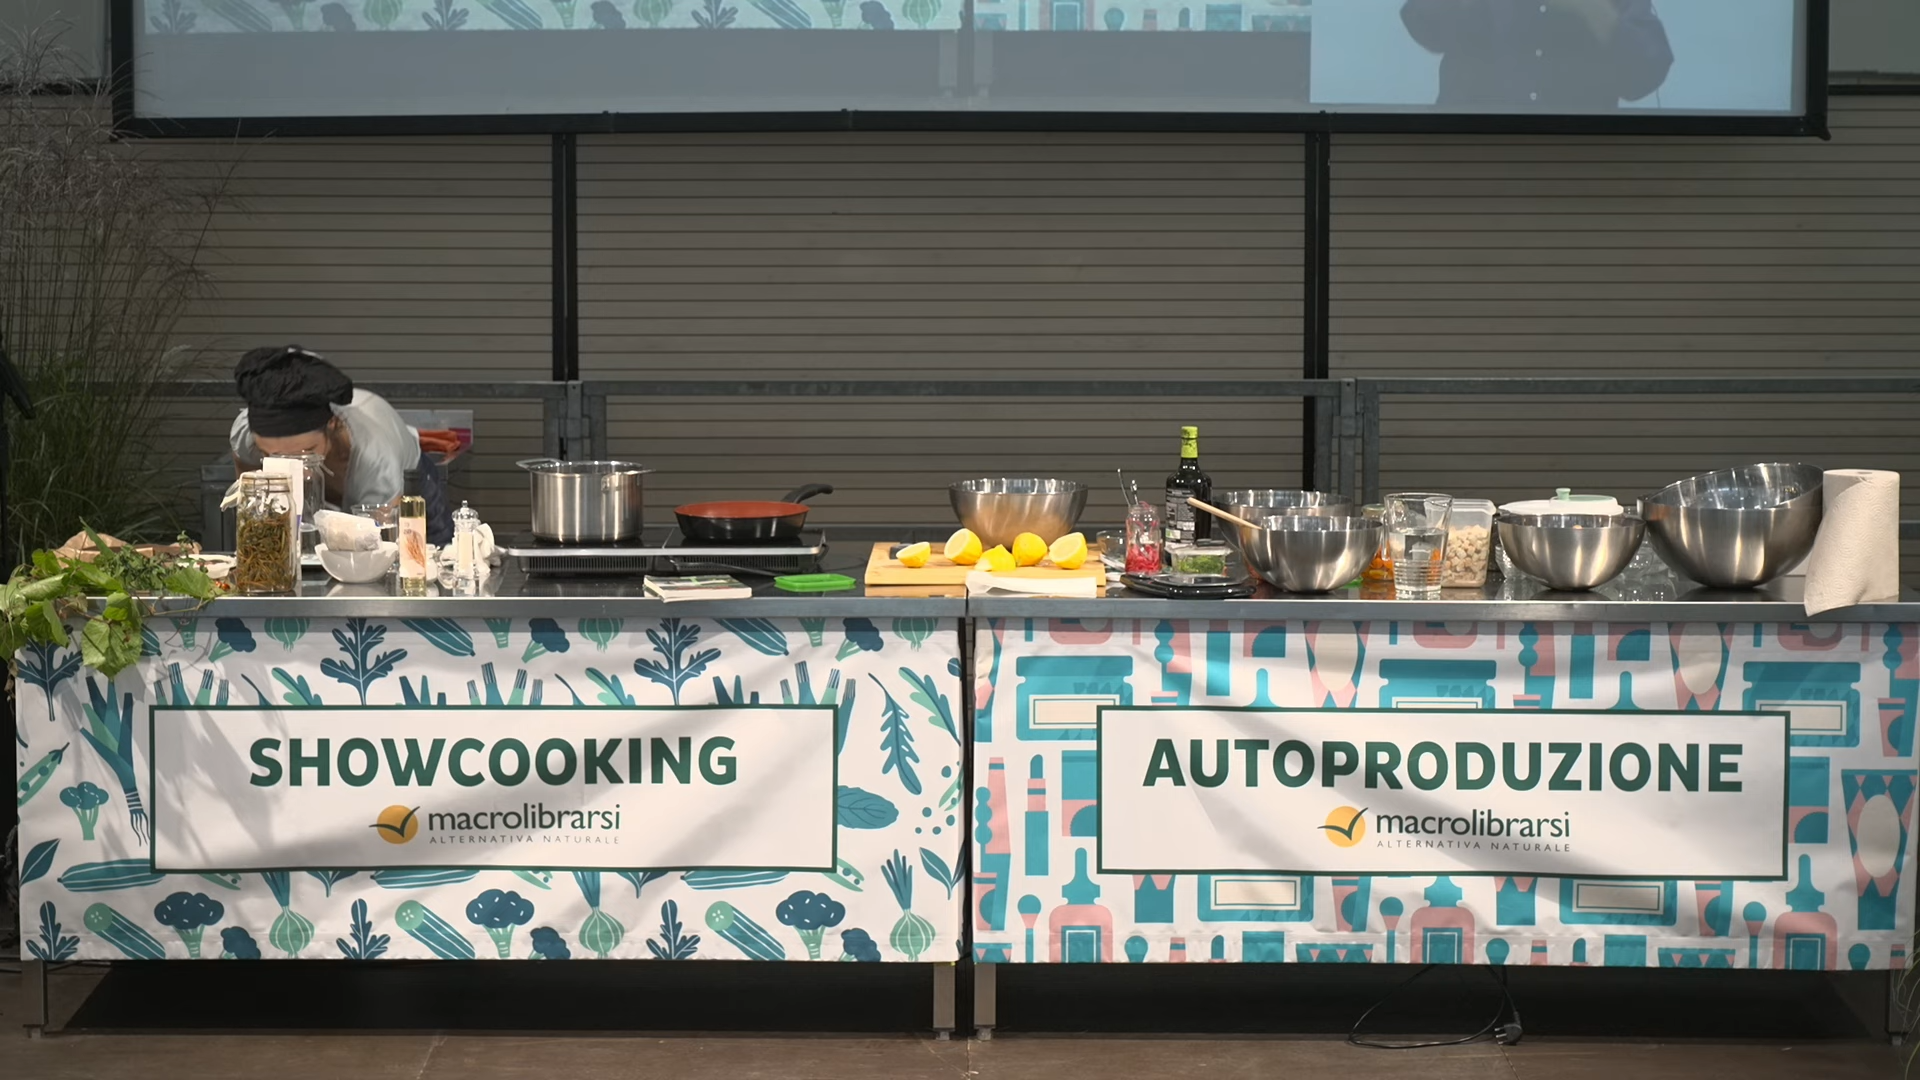 SHOWCOOKING
macrolibrarsi
ALTERNATIVA NATURALE
AUTOPRODUZIONE
macrolibrarsi
ALTERNATIVA NATURALE